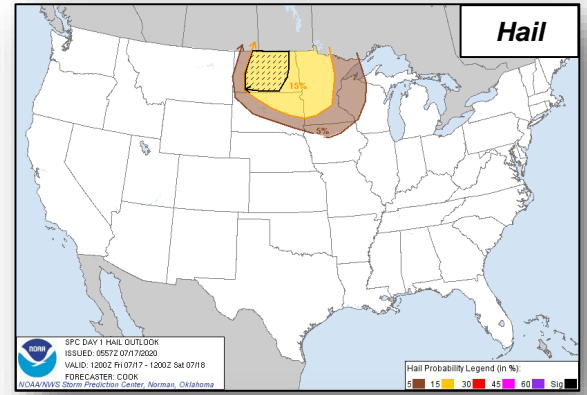 Hail
15%
5%
NOAA
SPC DAY 1 HAIL OUTLOOK
ISSUED: 0557Z 07/17/2020
VALID: 1200Z Fri 07/17 - 1200Z Sat 07/18
FORECASTER: COOK
NOAA/NWS Storm Prediction Center, Norman, Oklahoma
Hail Probability Legend (in %):
5 15 30 45 60 Sig